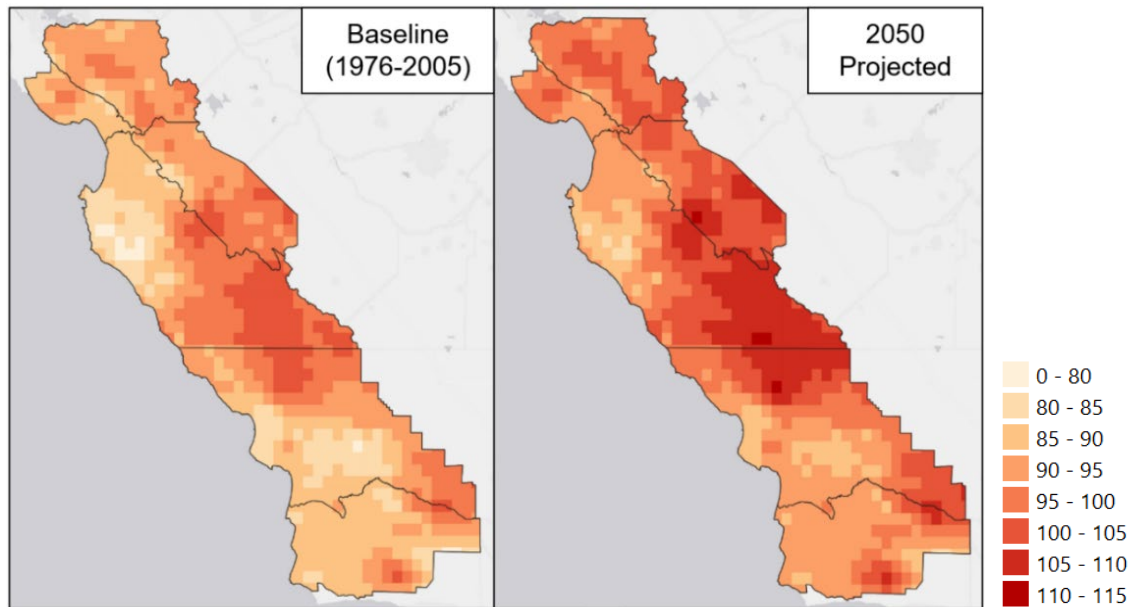 Baseline
(1976-2005)
2050
Projected
0 - 80
80 - 85
85 - 90
90 - 95
95 - 100
100 - 105
105 - 110
110 - 115